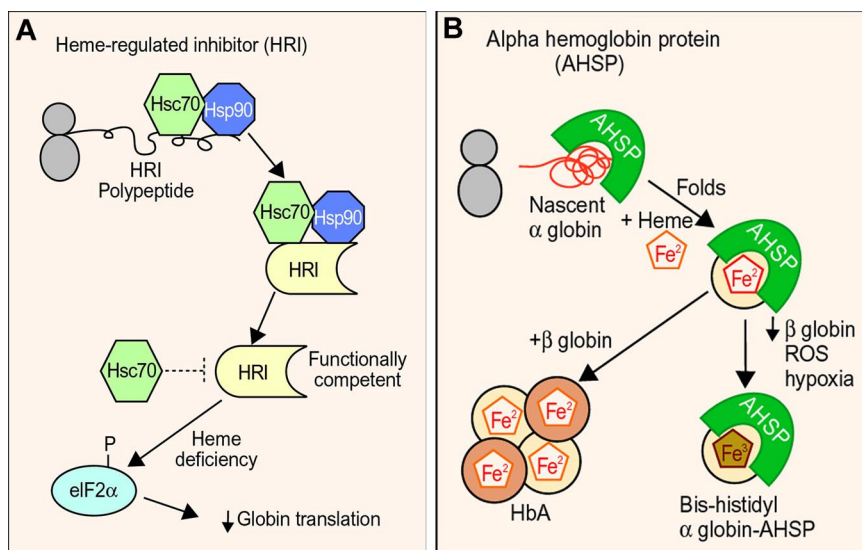 A
Heme-regulated inhibitor (HRI)
Hsc70
Hsp90
HRI
Polypeptide
Hsc70
Hsp90
HRI
Hsc70
HRI
Functionally
competent
P
Heme
deficiency
eIF2α
Globin translation
B
Alpha hemoglobin protein
(AHSP)
AHSP
Nascent
α globin
Folds
+ Heme
Fe²
AHSP
Fe²
+β globin
β globin
ROS
hypoxia
Fe²
Fe²
Fe²
Fe²
HbA
AHSP
Fe³
Bis-histidyl
α globin-AHSP